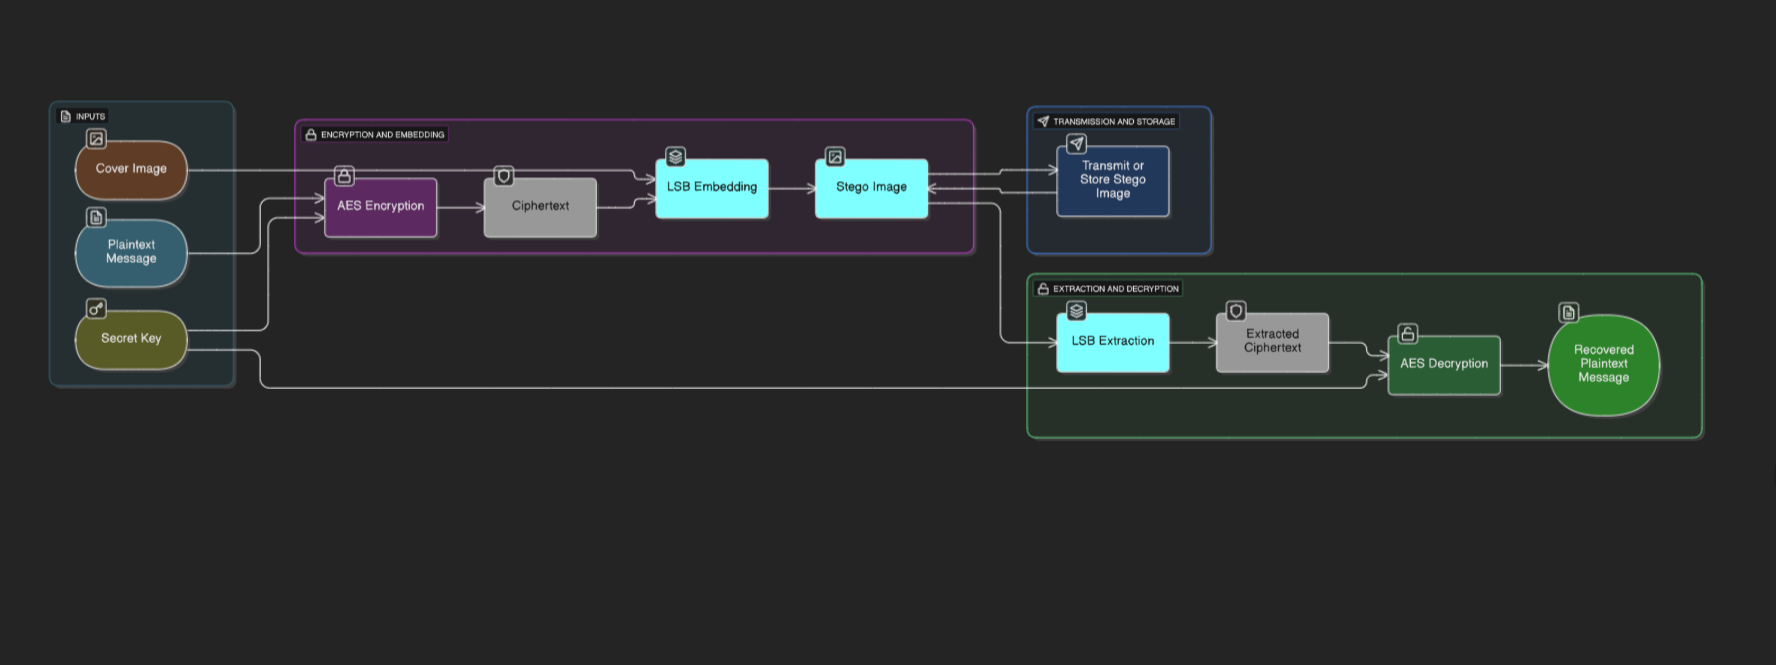 INPUTS
Cover Image
Plaintext
Message
Secret Key
ENCRYPTION AND EMBEDDING
AES Encryption
Ciphertext
LSB Embedding
Stego Image
TRANSMISSION AND STORAGE
Transmit or
Store Stego
Image
EXTRACTION AND DECRYPTION
LSB Extraction
Extracted
Ciphertext
AES Decryption
Recovered
Plaintext
Message